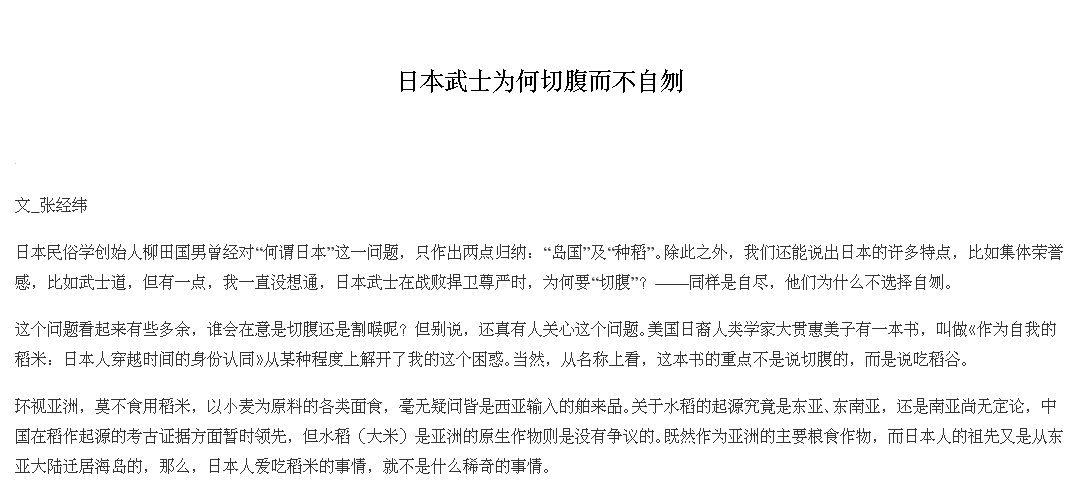 日本武士为何切腹而不自刎
文_张经纬
日本民俗学创始人柳田国男曾经对“何谓日本”这一问题，只作出两点归纳：“岛国”及“种稻”。除此之外，我们还能说出日本的许多特点，比如集体荣誉
感，比如武士道，但有一点，我一直没想通，日本武士在战败捍卫尊严时，为何要“切腹”？——同样是自尽，他们为什么不选择自刎。
这个问题看起来有些多余，谁会在意是切腹还是割喉呢？但别说，还真有人关心这个问题。美国日裔人类学家大贯惠美子有一本书，叫做《作为自我的
稻米：日本人穿越时间的身份认同》从某种程度上解开了我的这个困惑。当然，从名称上看，这本书的重点不是说切腹的，而是说吃稻谷。
环视亚洲，莫不食用稻米，以小麦为原料的各类面食，毫无疑问皆是西亚输入的舶来品。关于水稻的起源究竟是东亚、东南亚，还是南亚尚无定论，中
国在稻作起源的考古证据方面暂时领先，但水稻（大米）是亚洲的原生作物则是没有争议的。既然作为亚洲的主要粮食作物，而日本人的祖先又是从东
亚大陆迁居海岛的，那么，日本人爱吃稻米的事情，就不是什么稀奇的事情。